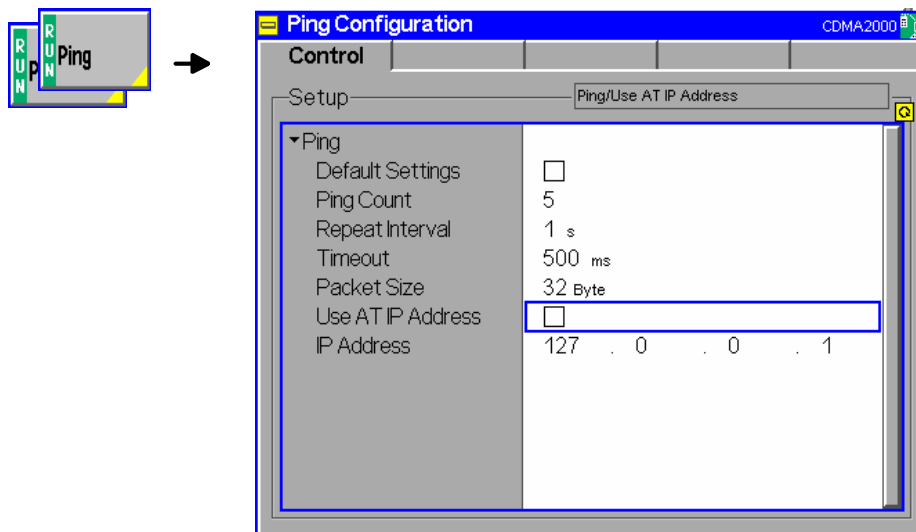 RUN Ping
RUN P
Ping Configuration CDMA2000
Control
Setup Ping/Use AT IP Address
Ping
Default Settings
Ping Count 5
Repeat Interval 1 s
Timeout 500 ms
Packet Size 32 Byte
Use AT IP Address
IP Address 127 . 0 . 0 . 1